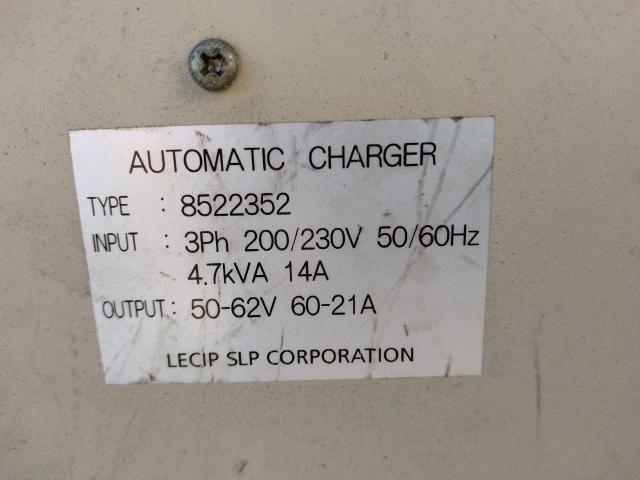 AUTOMATIC CHARGER
TYPE : 8522352
INPUT : 3Ph 200/230V 50/60Hz
4.7kVA 14A
OUTPUT : 50-62V 60-21A
LECIP SLP CORPORATION